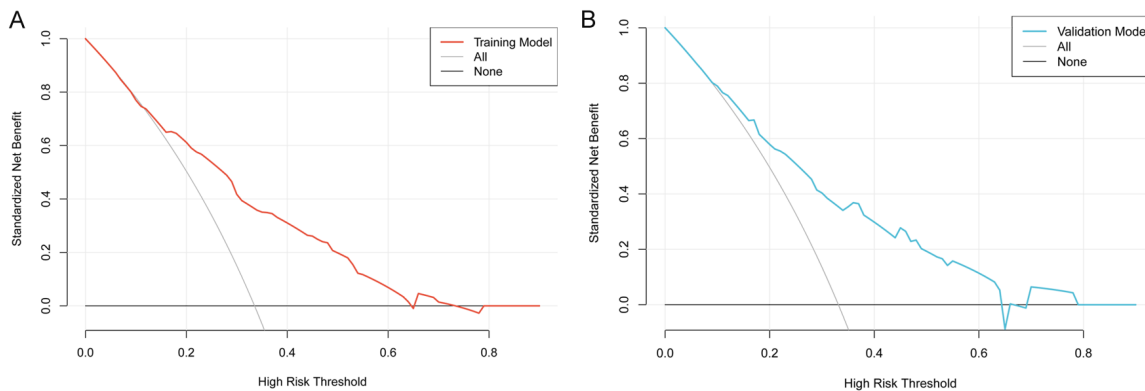 A
Training Model
All
None
Standardized Net Benefit
1.0
0.8
0.6
0.4
0.2
0.0
0.0 0.2 0.4 0.6 0.8
High Risk Threshold
B
Validation Mode
All
None
Standardized Net Benefit
1.0
0.8
0.6
0.4
0.2
0.0
0.0 0.2 0.4 0.6 0.8
High Risk Threshold